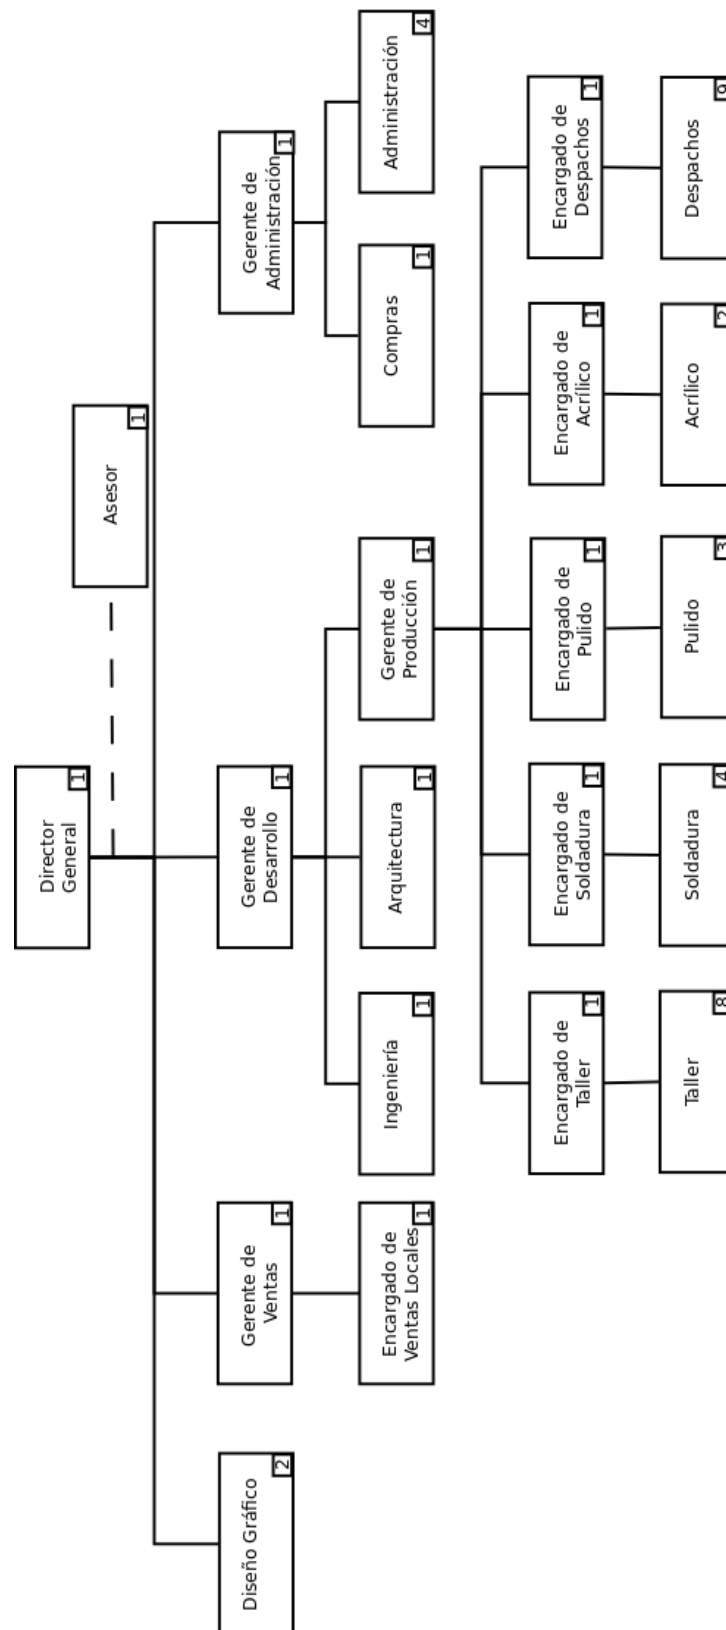 Director
General
1
Asesor
1
Diseño Gráfico
2
Gerente de
Ventas
1
Gerente de
Desarrollo
1
Gerente de
Administración
1
Encargado de
Ventas Locales
1
Ingeniería
1
Arquitectura
1
Gerente de
Producción
1
Compras
1
Administración
4
Encargado de
Taller
1
Encargado de
Soldadura
1
Encargado de
Pulido
1
Encargado de
Acrílico
1
Encargado de
Despachos
1
Taller
8
Soldadura
4
Pulido
3
Acrílico
2
Despachos
9